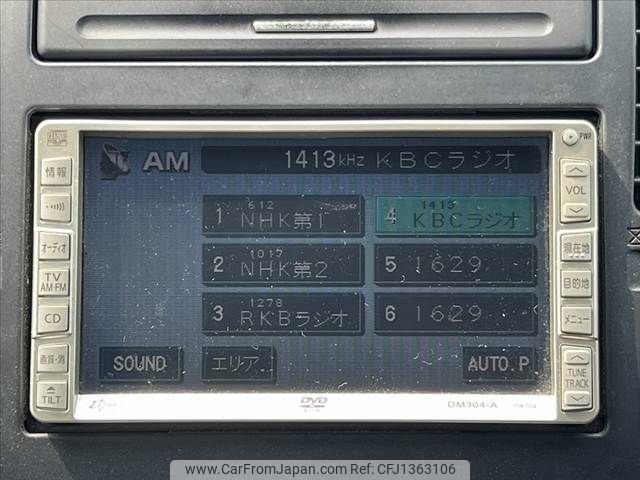 PWR
AM 1413 kHz KBCラジオ
情報
VOL
612
1 NHK第1
1413
4 KBCラジオ
オーディオ
現在地
1017
2 NHK第2
5 1629
TV
AM·FM
目的地
1278
3 RKBラジオ
6 1629
CD
メニュー
画質・消
SOUND エリア AUTO.P
TUNE
TRACK
TILT
DVD
DM304-A
www.CarFromJapan.com - CFJ1363106